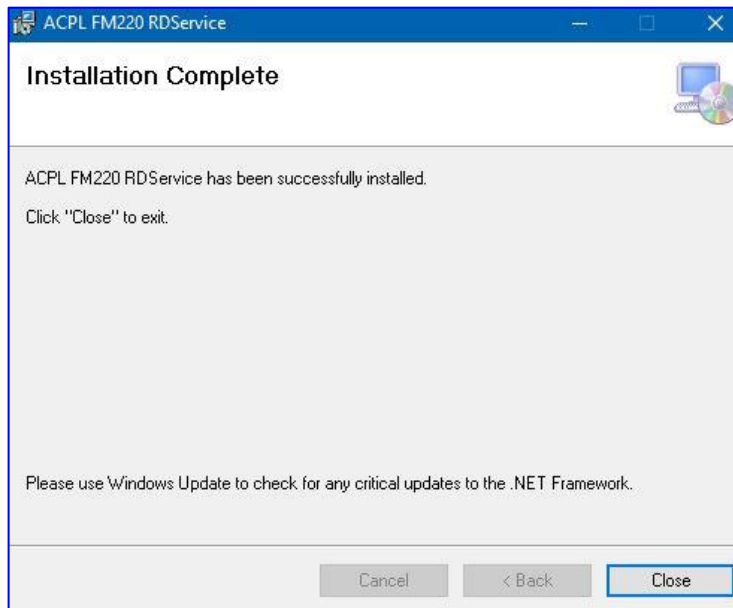 ACPL FM220 RDService
Installation Complete
ACPL FM220 RDService has been successfully installed.
Click "Close" to exit.
Please use Windows Update to check for any critical updates to the .NET Framework.
Cancel
< Back
Close